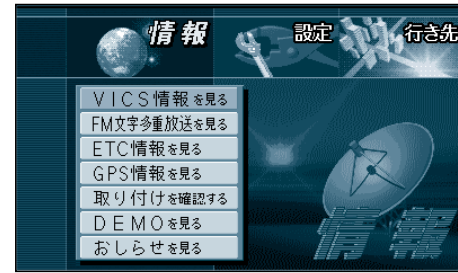 情報 設定 行き先
VICS情報を見る
FM文字多重放送を見る
ETC情報を見る
GPS情報を見る
取り付けを確認する
DEMOを見る
おしらせを見る
情報